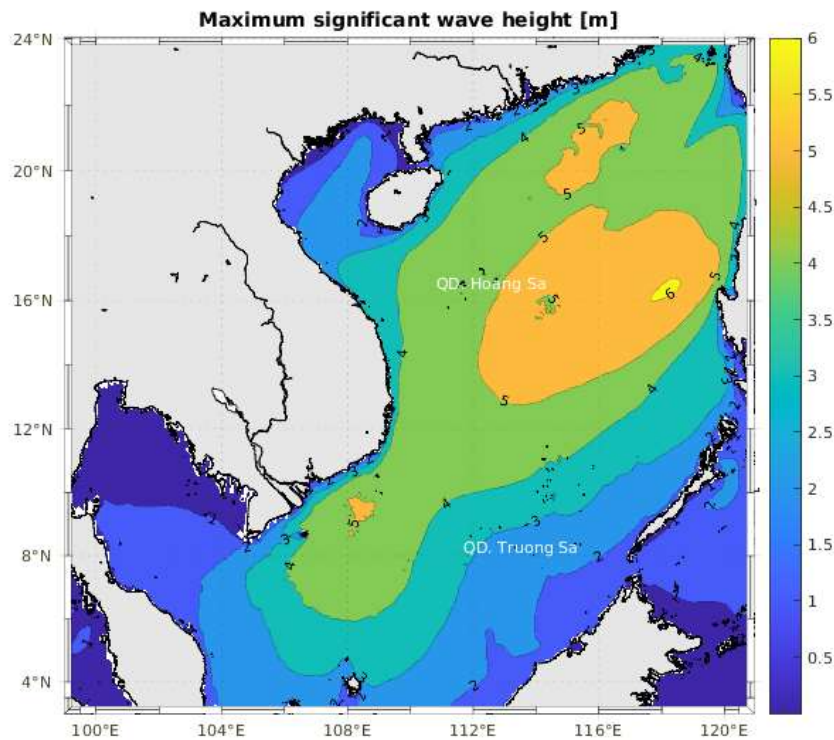 Maximum significant wave height [m]
24°N
20°N
16°N
12°N
8°N
4°N
100°E
104°E
108°E
112°E
116°E
120°E
QD. Hoang Sa
QD. Truong Sa
6
5.5
5
4.5
4
3.5
3
2.5
2
1.5
1
0.5